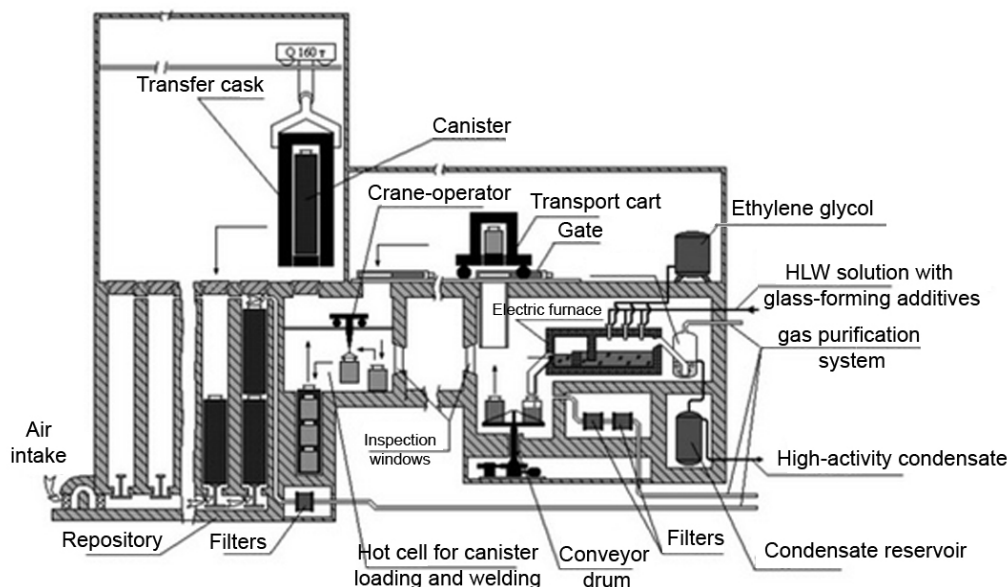 Q 160 т
Transfer cask
Canister
Crane-operator
Transport cart
Gate
Ethylene glycol
HLW solution with
glass-forming additives
Electric furnace
gas purification
system
Inspection
windows
Air
intake
High-activity condensate
Repository
Filters
Hot cell for canister
loading and welding
Conveyor
drum
Filters
Condensate reservoir